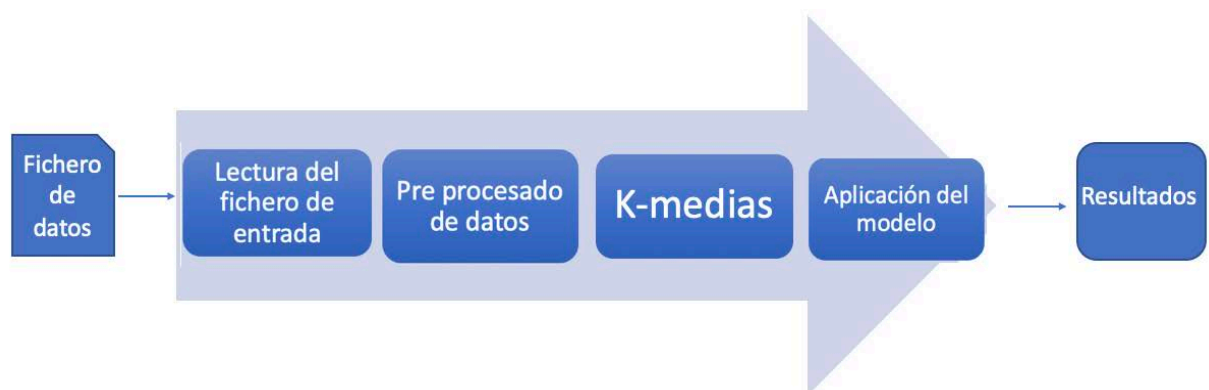 Fichero
de
datos
Lectura del
fichero de
entrada
Pre procesado
de datos
K-medias
Aplicación del
modelo
Resultados